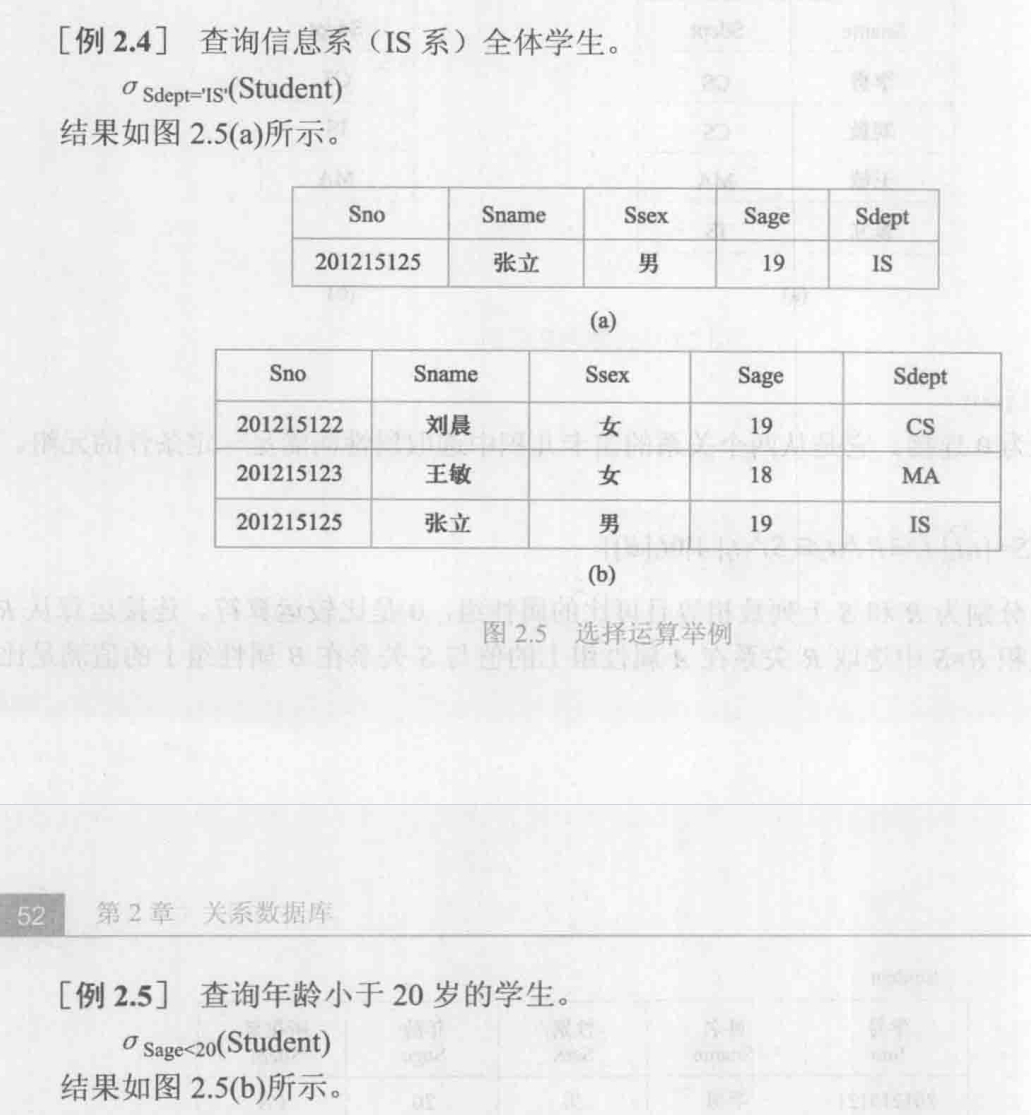 ［例 2.4］ 查询信息系（IS 系）全体学生。
σ Sdept='IS'(Student)
结果如图 2.5(a)所示。
Sno Sname Ssex Sage Sdept
201215125 张立 男 19 IS
(a)
Sno Sname Ssex Sage Sdept
201215122 刘晨 女 19 CS
201215123 王敏 女 18 MA
201215125 张立 男 19 IS
(b)
图 2.5 选择运算举例
52 第 2 章 关系数据库
［例 2.5］ 查询年龄小于 20 岁的学生。
σ Sage<20(Student)
结果如图 2.5(b)所示。